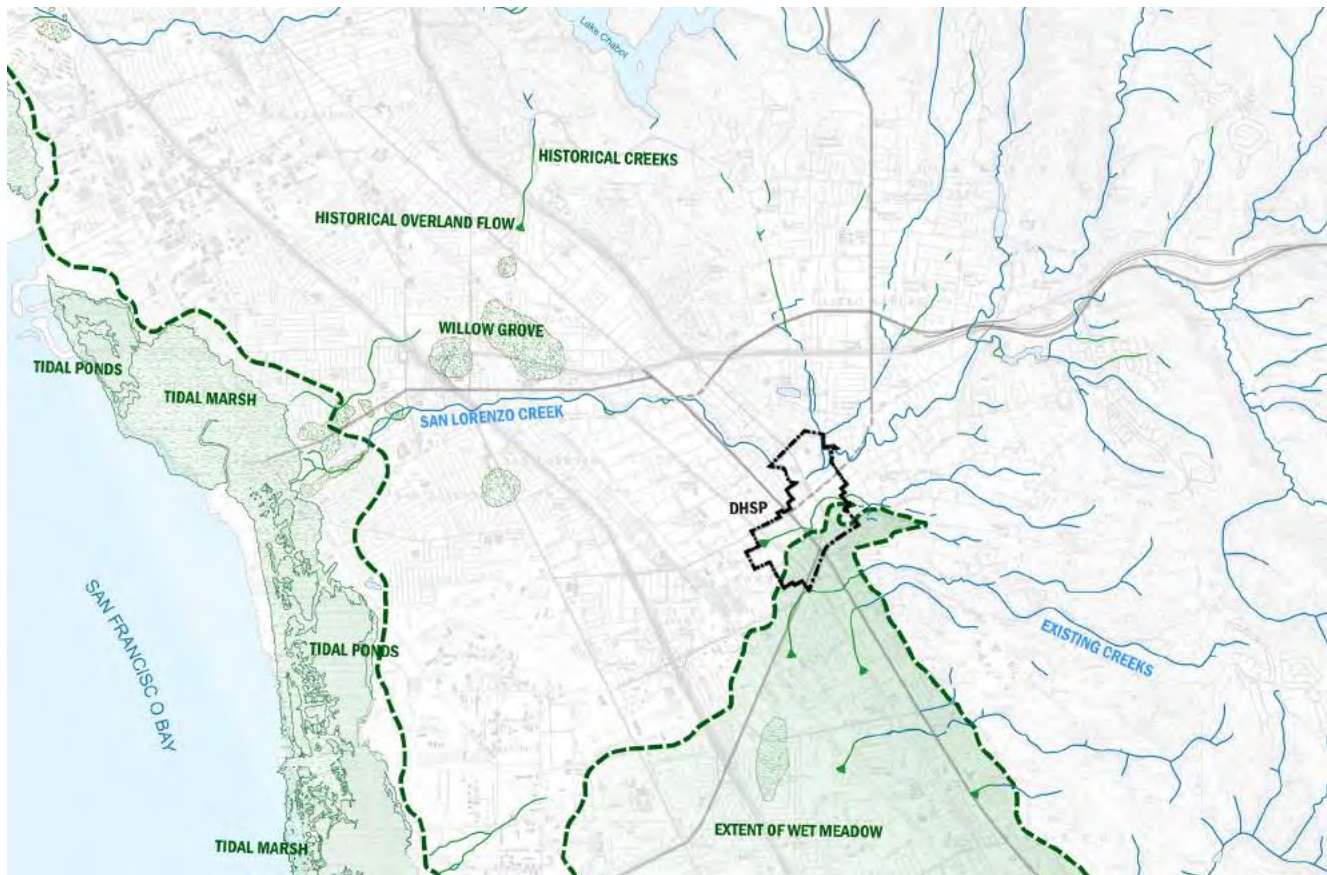 Lake Chabot
HISTORICAL CREEKS
HISTORICAL OVERLAND FLOW
WILLOW GROVE
TIDAL PONDS
TIDAL MARSH
SAN LORENZO CREEK
DHSP
TIDAL PONDS
EXISTING CREEKS
SAN FRANCISCO BAY
EXTENT OF WET MEADOW
TIDAL MARSH